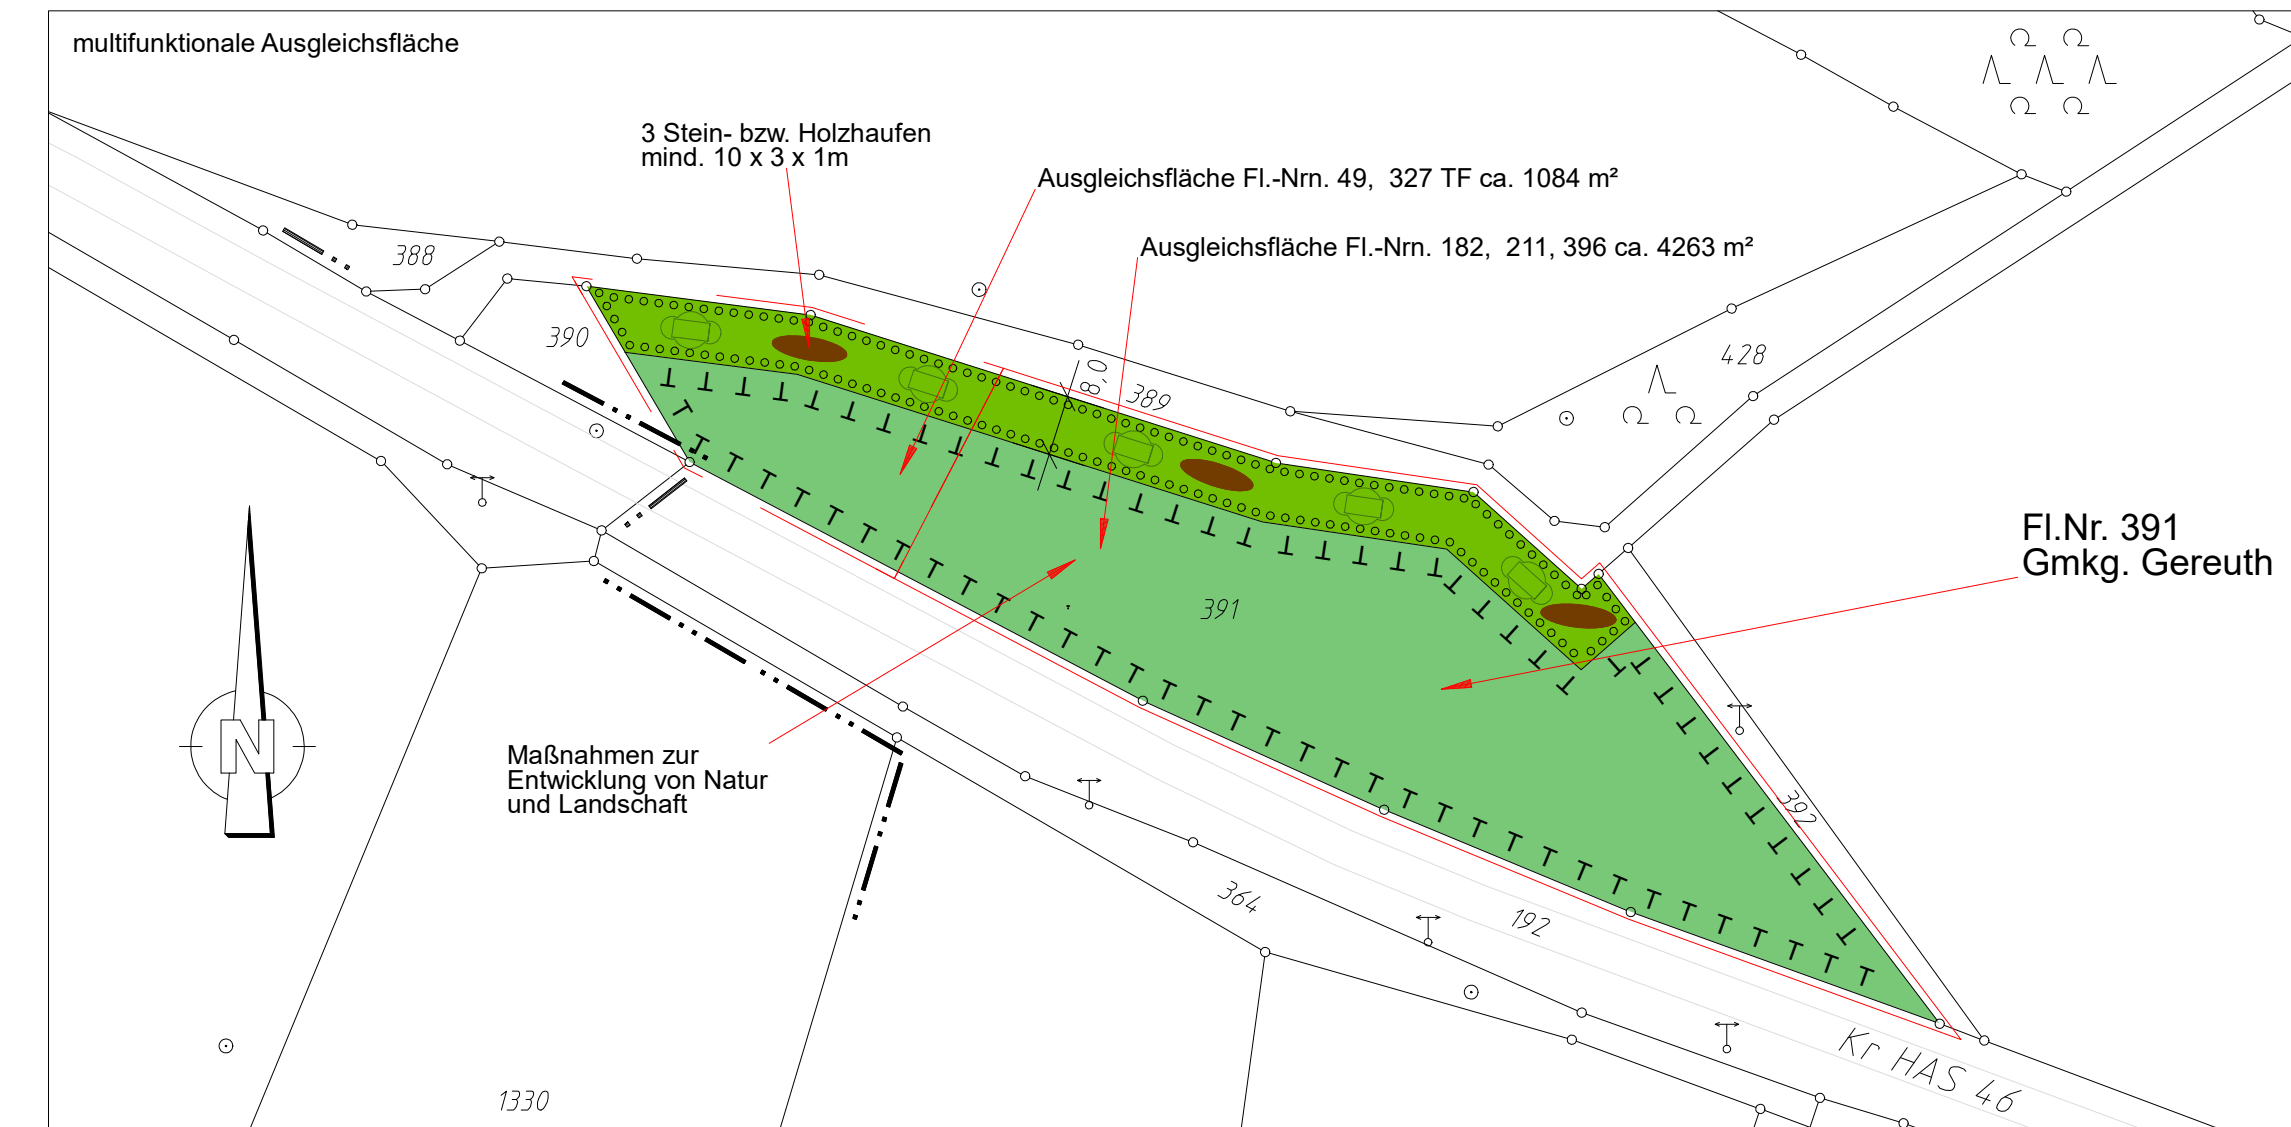 multifunktionale Ausgleichsfläche
3 Stein- bzw. Holzhaufen
mind. 10 x 3 x 1m
Ausgleichsfläche Fl.-Nrn. 49, 327 TF ca. 1084 m²
Ausgleichsfläche Fl.-Nrn. 182, 211, 396 ca. 4263 m²
388
390
8,0
389
428
Fl.Nr. 391
Gmkg. Gereuth
391
Maßnahmen zur
Entwicklung von Natur
und Landschaft
N
392
364
192
Kr HAS 46
1330